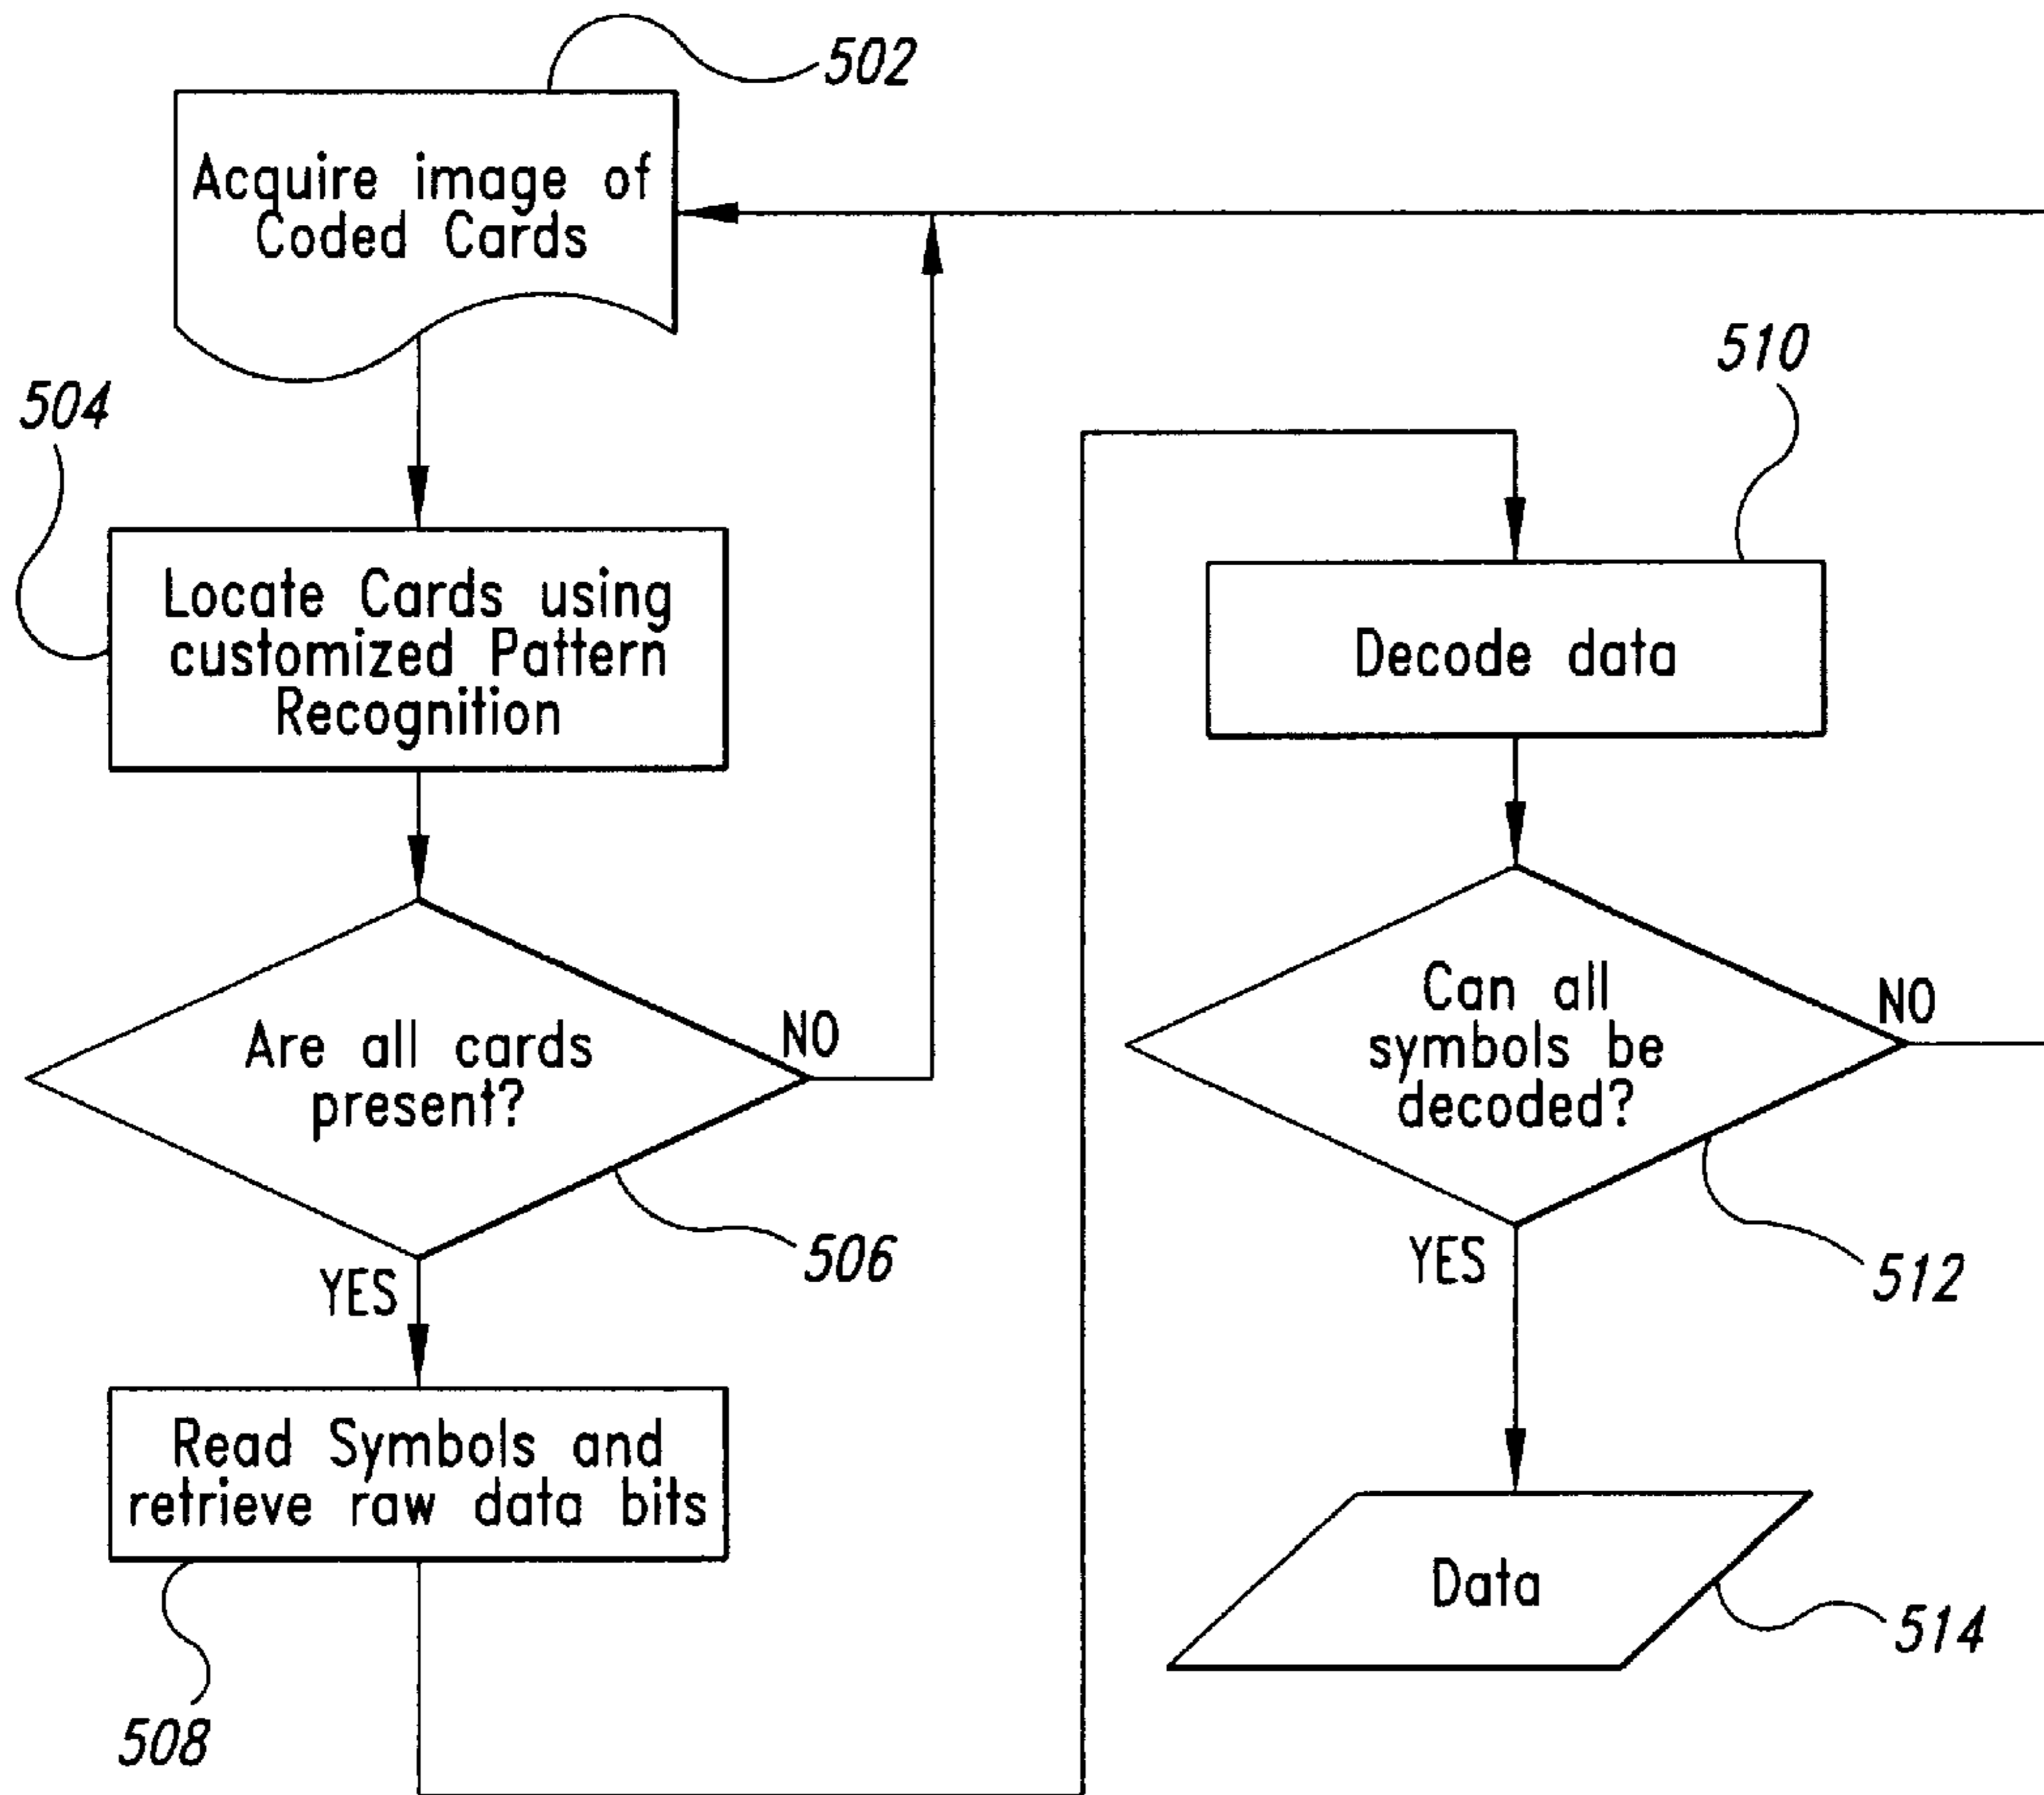 502
Acquire image of
Coded Cards
504
Locate Cards using
customized Pattern
Recognition
Are all cards
present?
NO
506
YES
Read Symbols and
retrieve raw data bits
508
510
Decode data
Can all
symbols be
decoded?
NO
512
YES
Data
514